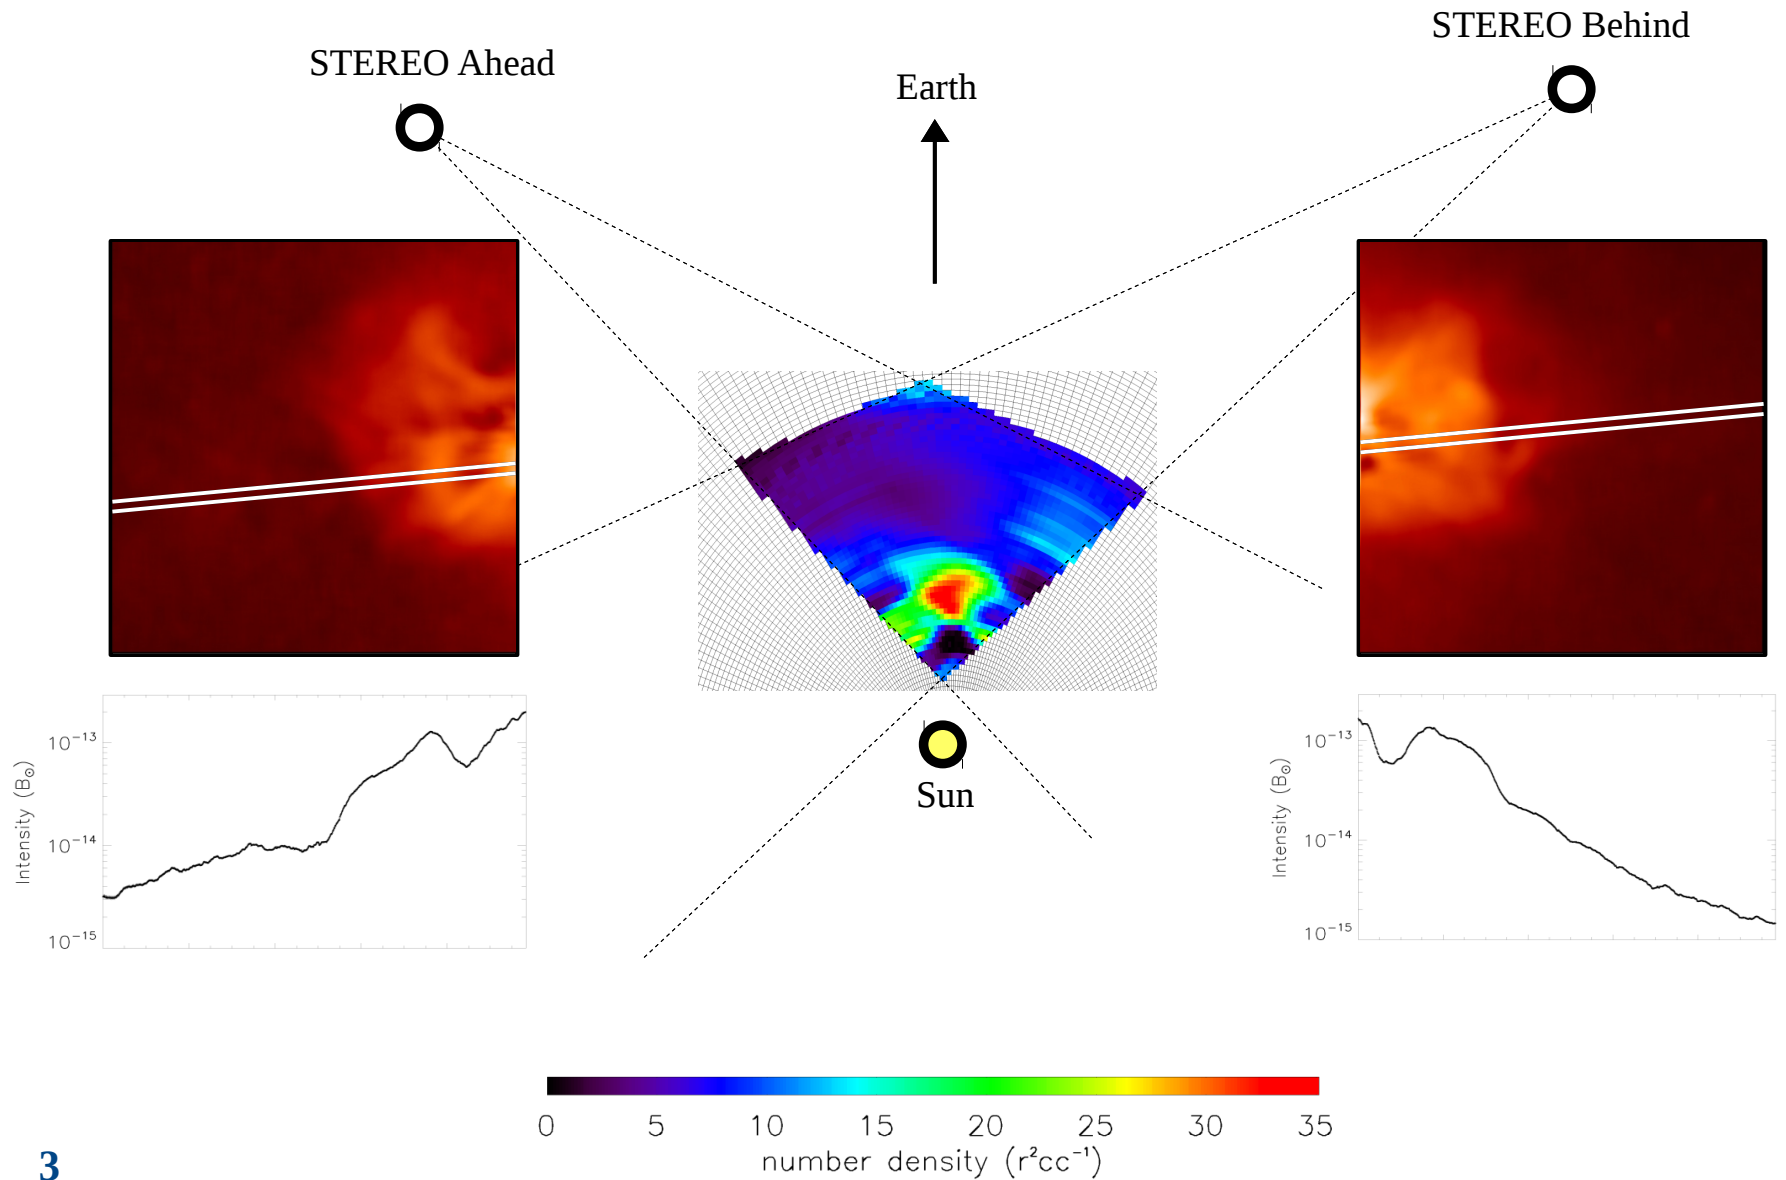 STEREO Behind
STEREO Ahead
Earth
10⁻¹³
10⁻¹⁴
10⁻¹⁵
Intensity (B⊙)
10⁻¹³
10⁻¹⁴
10⁻¹⁵
Intensity (B⊙)
Sun
0 5 10 15 20 25 30 35
number density (r²cc⁻¹)
3